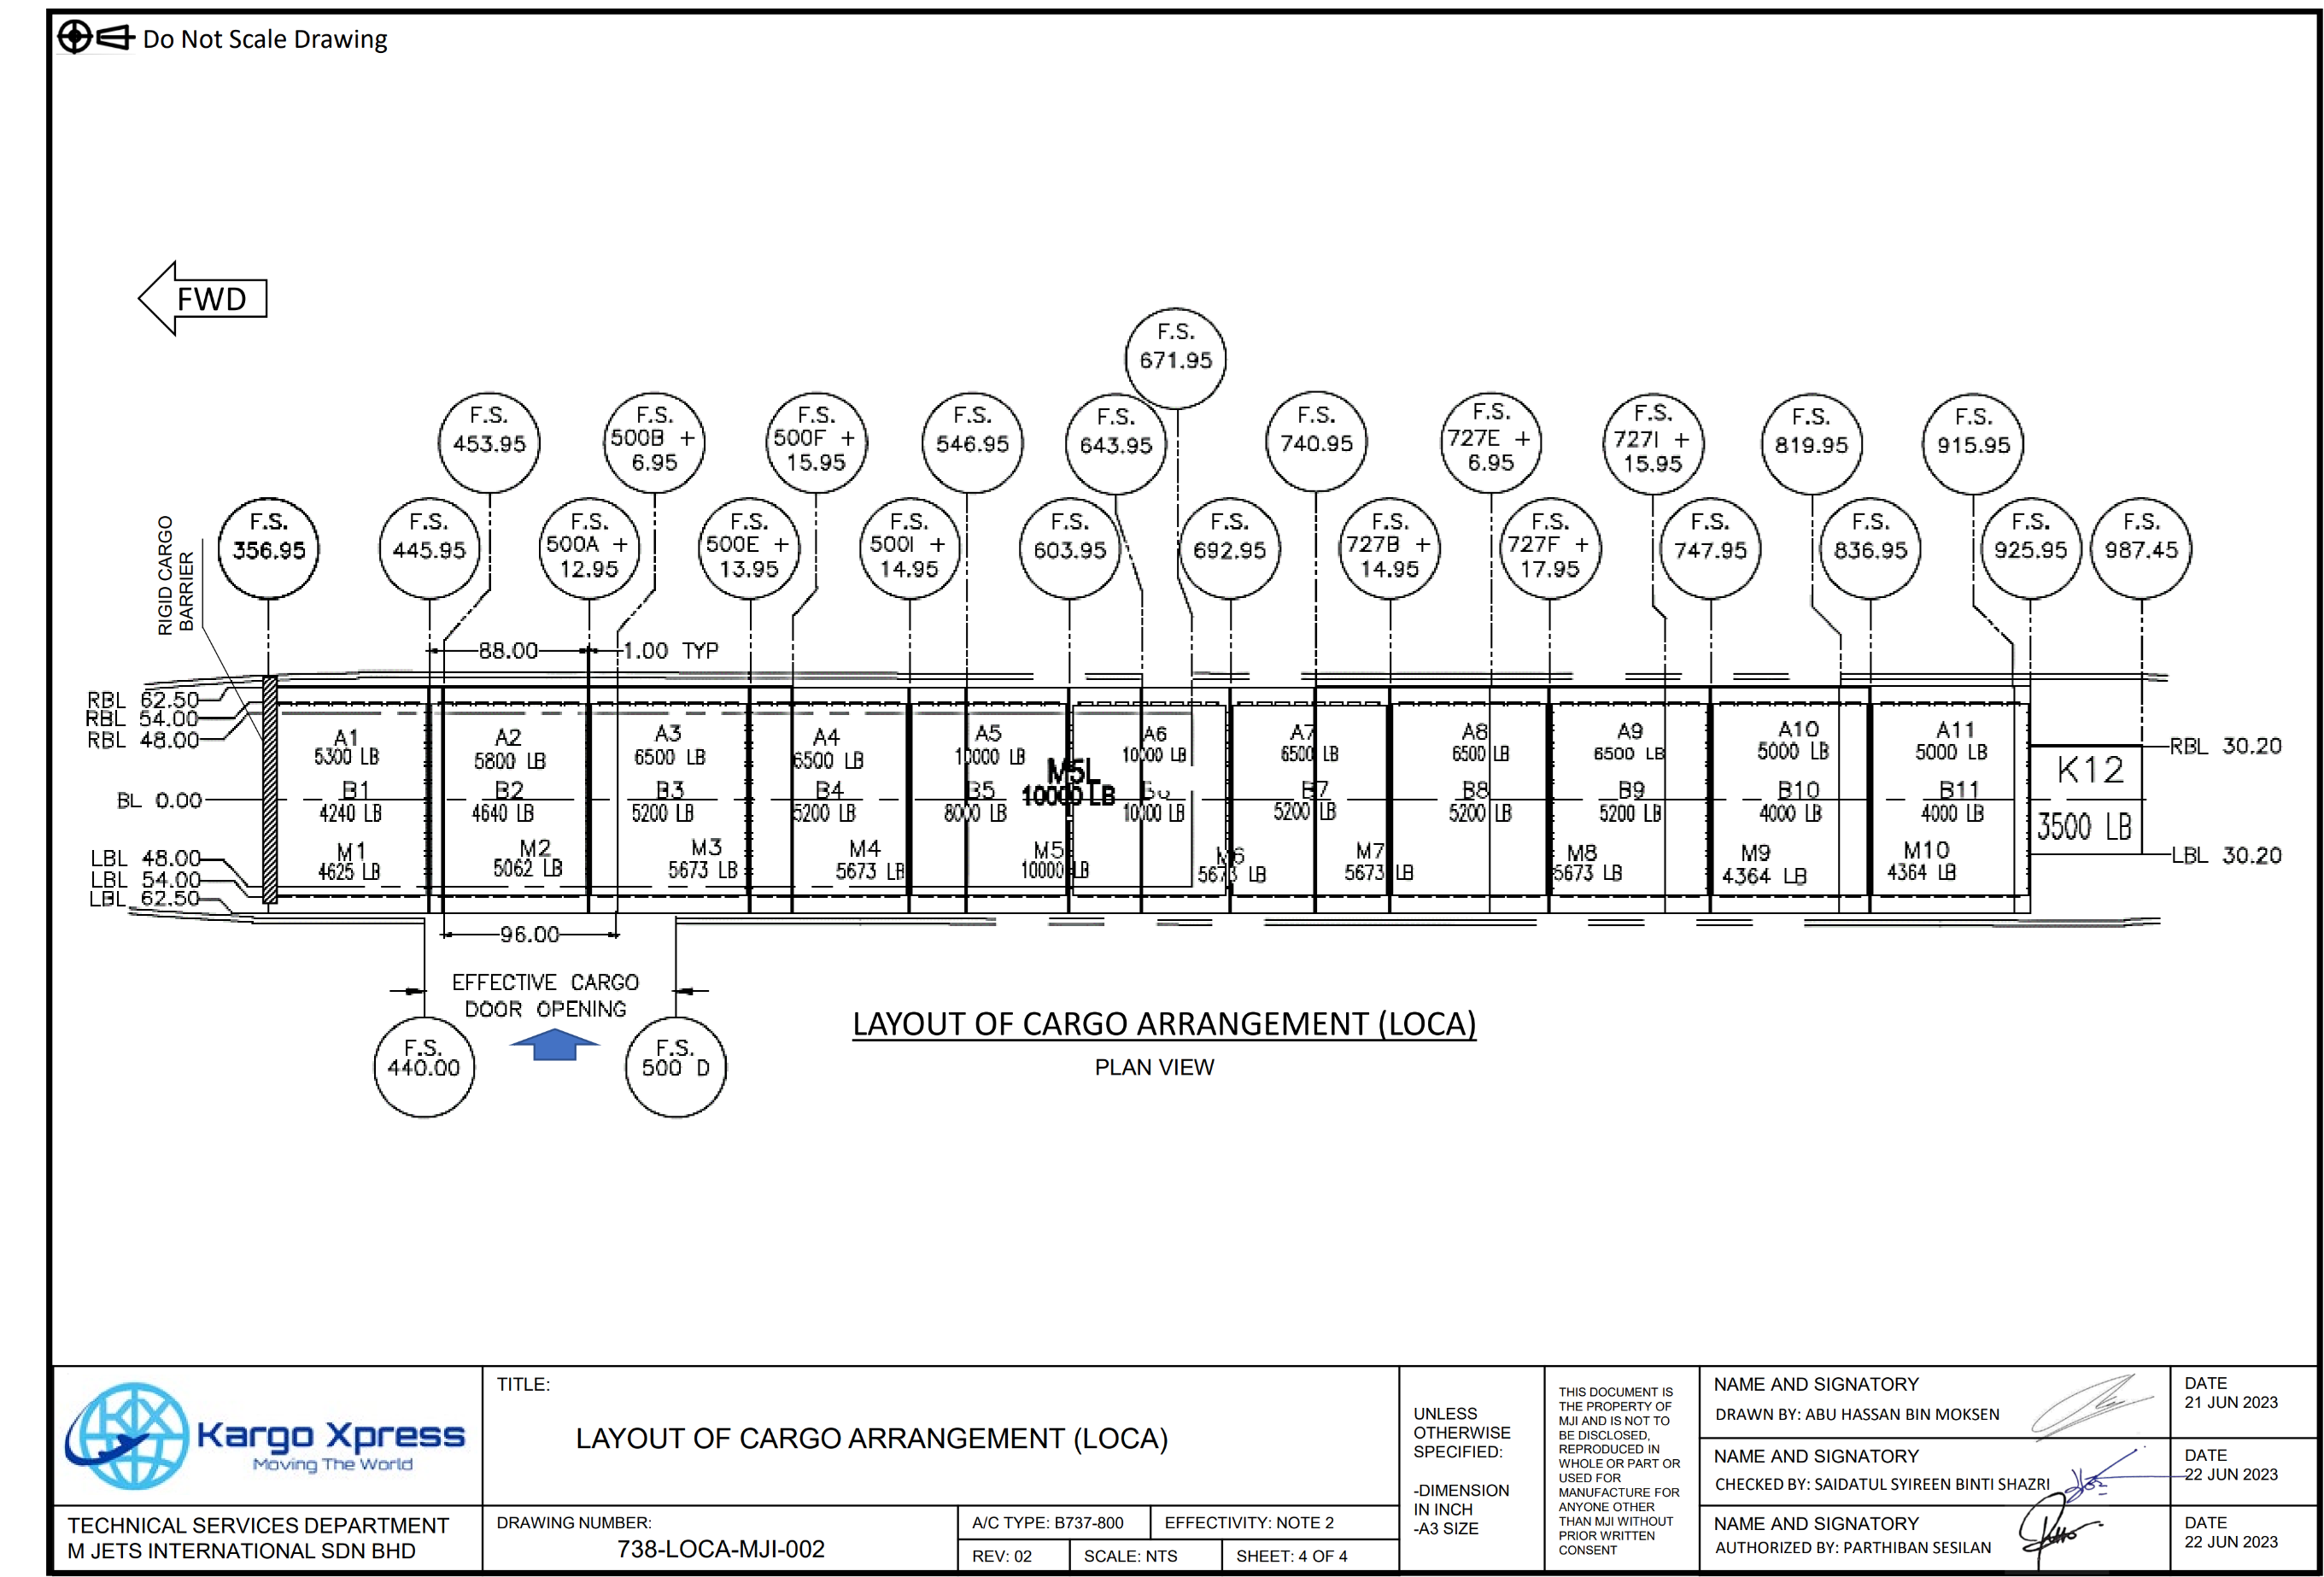 Do Not Scale Drawing
FWD
F.S.
671.95
F.S.
453.95
F.S.
500B +
6.95
F.S.
500F +
15.95
F.S.
546.95
F.S.
643.95
F.S.
740.95
F.S.
727E +
6.95
F.S.
727I +
15.95
F.S.
819.95
F.S.
915.95
RIGID CARGO
BARRIER
F.S.
356.95
F.S.
445.95
F.S.
500A +
12.95
F.S.
500E +
13.95
F.S.
500I +
14.95
F.S.
603.95
F.S.
692.95
F.S.
727B +
14.95
F.S.
727F +
17.95
F.S.
747.95
F.S.
836.95
F.S.
925.95
F.S.
987.45
88.00
1.00 TYP
RBL 62.50
RBL 54.00
RBL 48.00
BL 0.00
LBL 48.00
LBL 54.00
LBL 62.50
A1
5300 LB
B1
4240 LB
M1
4625 LB
A2
5800 LB
B2
4640 LB
M2
5062 LB
A3
6500 LB
B3
5200 LB
M3
5673 LB
A4
6500 LB
B4
5200 LB
M4
5673 LB
A5
10000 LB
B5
8000 LB
M5
10000 LB
M5L
10000 LB
A6
10000 LB
10000 LB
M6
5673 LB
A7
6500 LB
B7
5200 LB
M7
5673 LB
A8
6500 LB
B8
5200 LB
M8
5673 LB
A9
6500 LB
B9
5200 LB
M9
4364 LB
A10
5000 LB
B10
4000 LB
M10
4364 LB
A11
5000 LB
B11
4000 LB
K12
3500 LB
RBL 30.20
LBL 30.20
96.00
EFFECTIVE CARGO
DOOR OPENING
F.S.
440.00
F.S.
500 D
LAYOUT OF CARGO ARRANGEMENT (LOCA)
PLAN VIEW
KX
Kargo Xpress
Moving The World
TECHNICAL SERVICES DEPARTMENT
M JETS INTERNATIONAL SDN BHD
TITLE:
LAYOUT OF CARGO ARRANGEMENT (LOCA)
DRAWING NUMBER:
738-LOCA-MJI-002
A/C TYPE: B737-800
EFFECTIVITY: NOTE 2
REV: 02
SCALE: NTS
SHEET: 4 OF 4
UNLESS
OTHERWISE
SPECIFIED:
-DIMENSION
IN INCH
-A3 SIZE
THIS DOCUMENT IS
THE PROPERTY OF
MJI AND IS NOT TO
BE DISCLOSED,
REPRODUCED IN
WHOLE OR PART OR
USED FOR
MANUFACTURE FOR
ANYONE OTHER
THAN MJI WITHOUT
PRIOR WRITTEN
CONSENT
NAME AND SIGNATORY
DRAWN BY: ABU HASSAN BIN MOKSEN
DATE
21 JUN 2023
NAME AND SIGNATORY
CHECKED BY: SAIDATUL SYIREEN BINTI SHAZRI
DATE
22 JUN 2023
NAME AND SIGNATORY
AUTHORIZED BY: PARTHIBAN SESILAN
DATE
22 JUN 2023